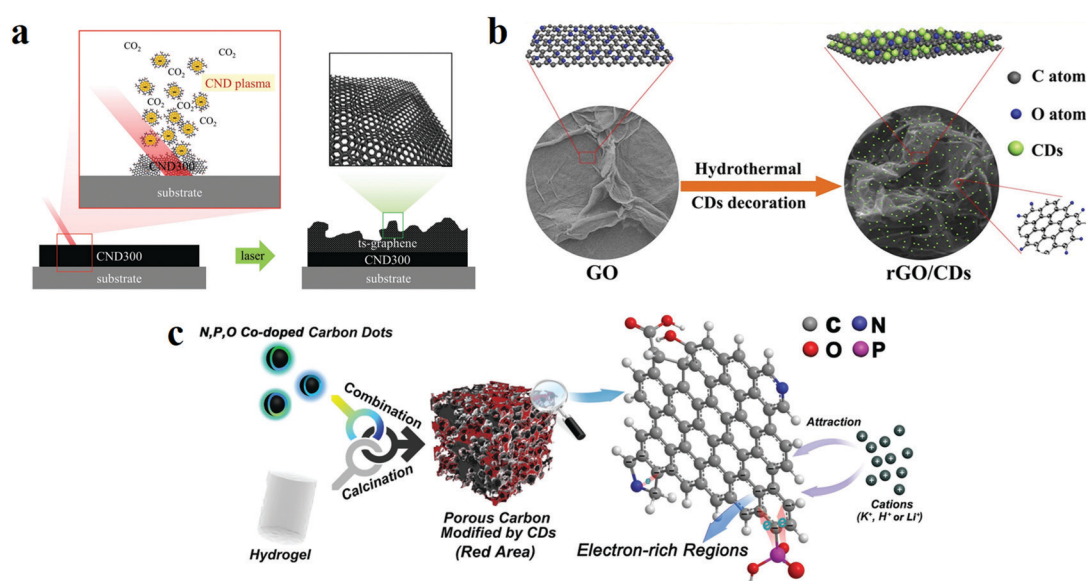 a
CO2
CO2
CO2
CO2
CO2
CO2
CND plasma
CND300
substrate
CND300
substrate
laser
ts-graphene
CND300
substrate
b
Hydrothermal
CDs decoration
GO
rGO/CDs
C atom
O atom
CDs
c
N,P,O Co-doped Carbon Dots
Combination
Calcination
Hydrogel
Porous Carbon
Modified by CDs
(Red Area)
C
N
O
P
Attraction
Cations
(K+, H+ or Li+)
Electron-rich Regions